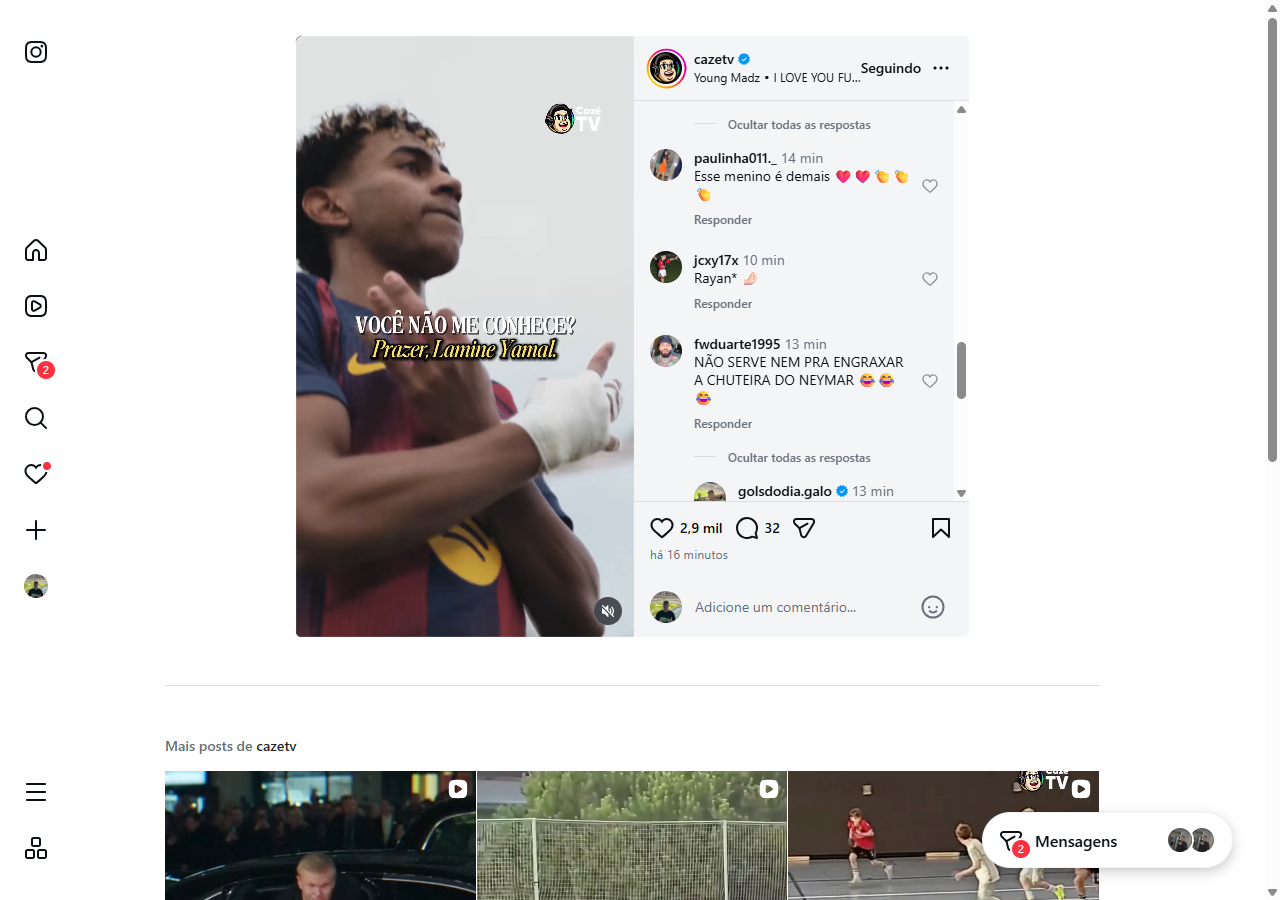 Cazé
TV
VOCÊ NÃO ME CONHECE?
Prazer, Lamine Yamal.
cazetv
Young Madz • I LOVE YOU FU...
Seguindo
Ocultar todas as respostas
paulinha011._ 14 min
Esse menino é demais ❤️ ❤️ 👏 👏
👏
Responder
jcxy17x 10 min
Rayan* 🤌🏻
Responder
fwduarte1995 13 min
NÃO SERVE NEM PRA ENGRAXAR
A CHUTEIRA DO NEYMAR 😂 😂
😂
Responder
Ocultar todas as respostas
golsdodia.galo 13 min
2,9 mil
32
há 16 minutos
Adicione um comentário...
2
Mais posts de cazetv
TV
2
Mensagens